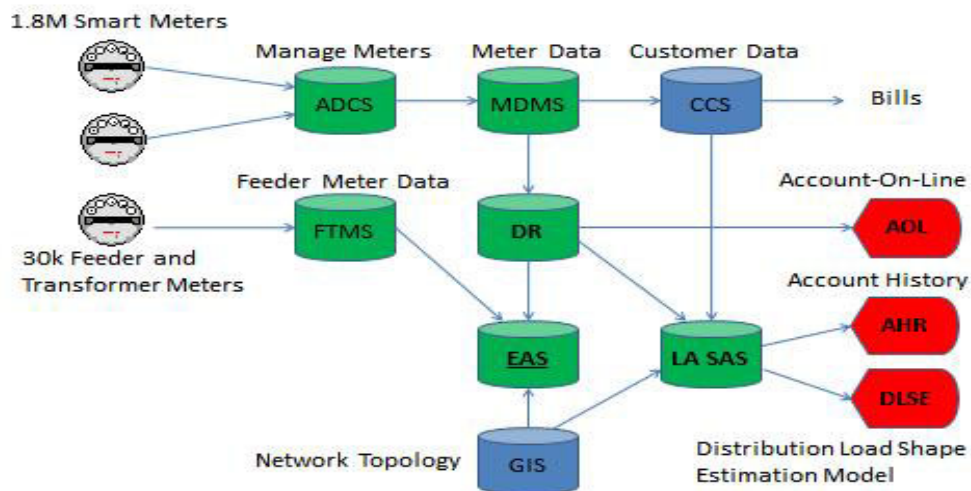 1.8M Smart Meters
Manage Meters
Meter Data
Customer Data
ADCS
MDMS
CCS
Bills
Feeder Meter Data
Account-On-Line
FTMS
DR
AOL
30k Feeder and
Transformer Meters
Account History
EAS
LA SAS
AHR
DLSE
Network Topology
GIS
Distribution Load Shape
Estimation Model